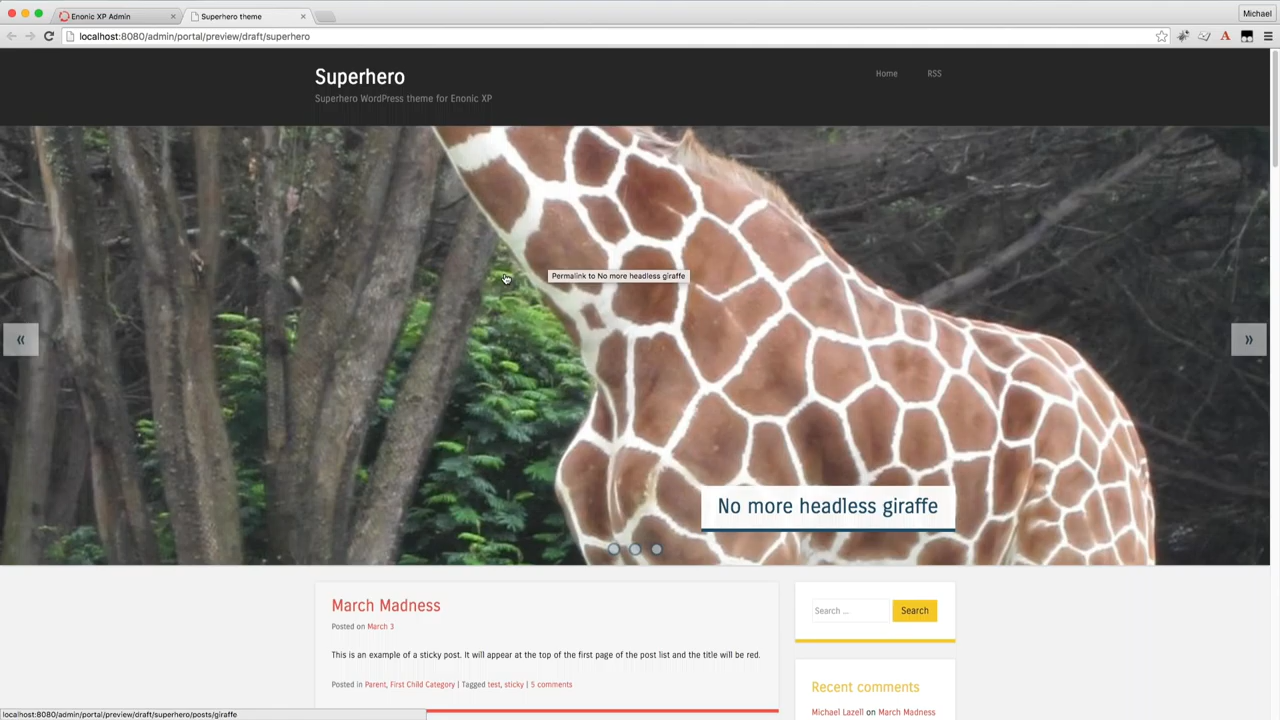 Enonic XP Admin
Superhero theme
Michael
localhost:8080/admin/portal/preview/draft/superhero
Superhero
Superhero WordPress theme for Enonic XP
Home
RSS
Permalink to No more headless giraffe
«
»
No more headless giraffe
March Madness
Posted on March 3
This is an example of a sticky post. It will appear at the top of the first page of the post list and the title will be red.
Posted in Parent, First Child Category | Tagged test, sticky | 5 comments
Search ...
Search
Recent comments
Michael Lazell on March Madness
localhost:8080/admin/portal/preview/draft/superhero/posts/giraffe